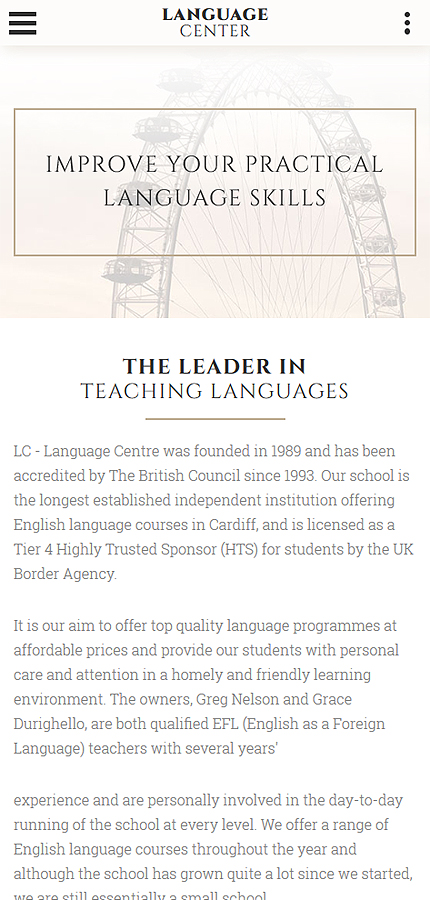 LANGUAGE
CENTER
IMPROVE YOUR PRACTICAL
LANGUAGE SKILLS
THE LEADER IN
TEACHING LANGUAGES
LC - Language Centre was founded in 1989 and has been
accredited by The British Council since 1993. Our school is
the longest established independent institution offering
English language courses in Cardiff, and is licensed as a
Tier 4 Highly Trusted Sponsor (HTS) for students by the UK
Border Agency.
It is our aim to offer top quality language programmes at
affordable prices and provide our students with personal
care and attention in a homely and friendly learning
environment. The owners, Greg Nelson and Grace
Durighello, are both qualified EFL (English as a Foreign
Language) teachers with several years'
experience and are personally involved in the day-to-day
running of the school at every level. We offer a range of
English language courses throughout the year and
although the school has grown quite a lot since we started,
we are still essentially a small school